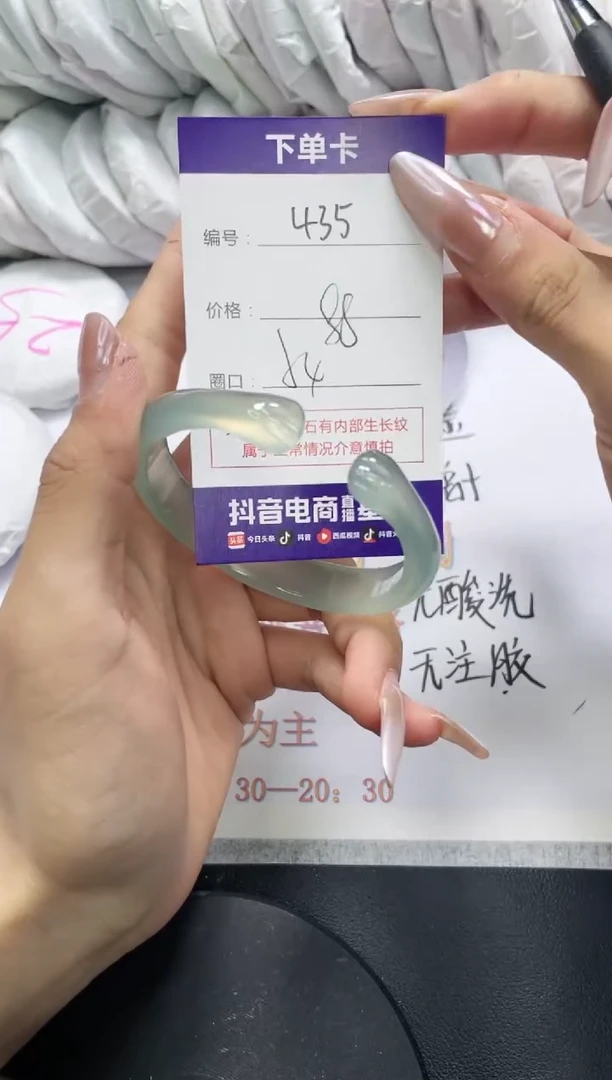 下单卡
编号: 435
价格: 88
圈口: 54
石有内部生长纹
属于正常情况介意慎拍
抖音电商直播
今日头条 抖音 西瓜视频 抖音火
无酸洗
无注胶
为主
30—20: 30